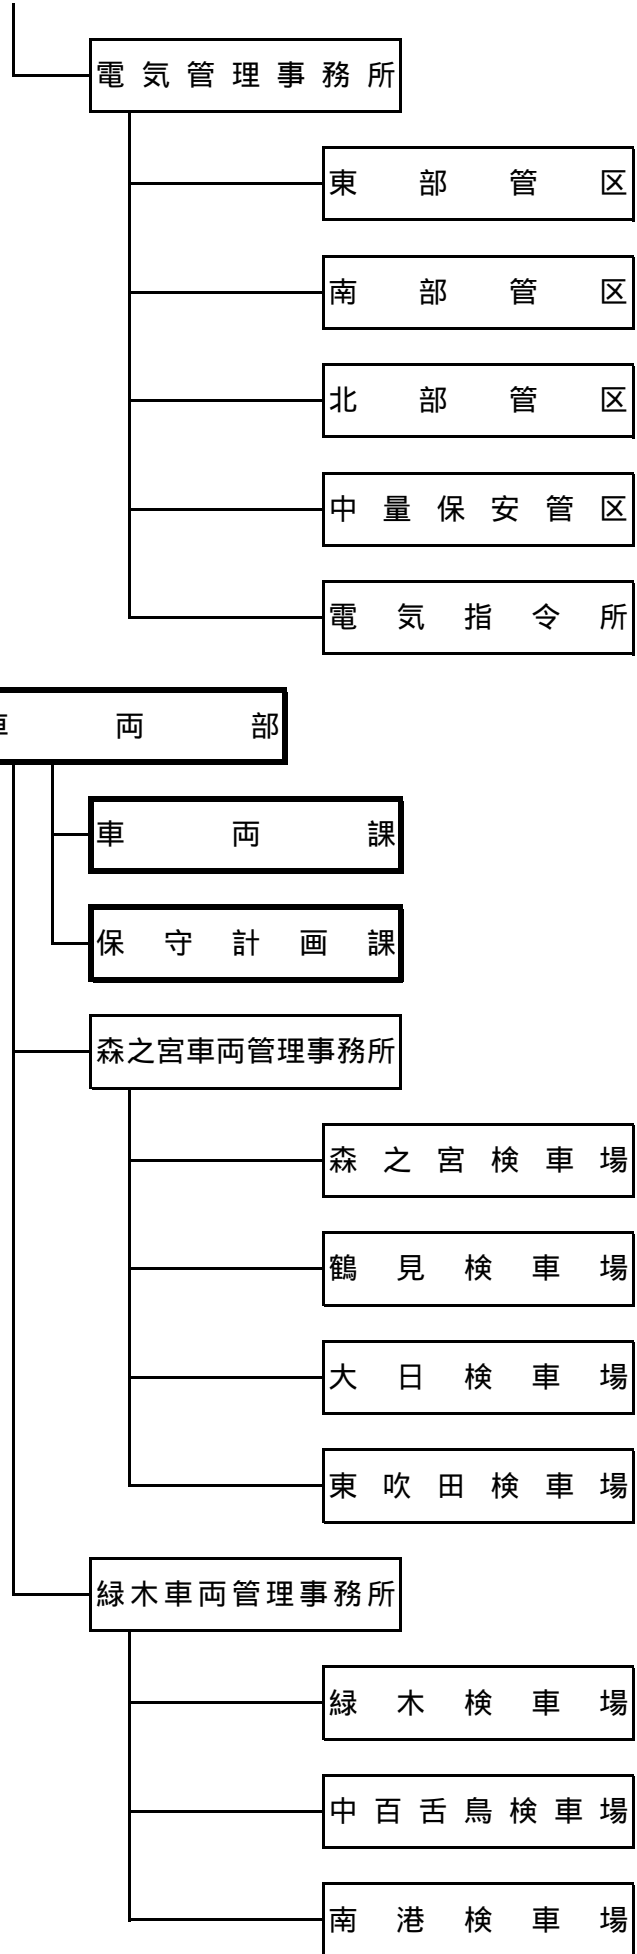 電気管理事務所
東部管区
南部管区
北部管区
中量保安管区
電気指令所
車両部
車両課
保守計画課
森之宮車両管理事務所
森之宮検車場
鶴見検車場
大日検車場
東吹田検車場
緑木車両管理事務所
緑木検車場
中百舌鳥検車場
南港検車場